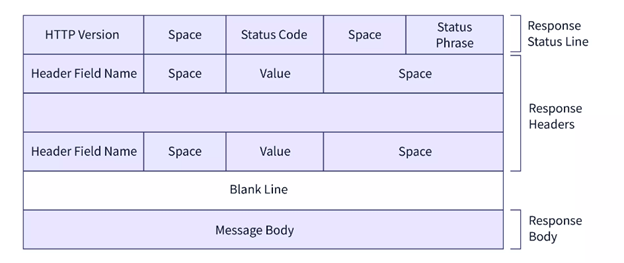 HTTP Version Space Status Code Space Status Phrase Response Status Line
Header Field Name Space Value Space
Response Headers
Header Field Name Space Value Space
Blank Line
Message Body Response Body